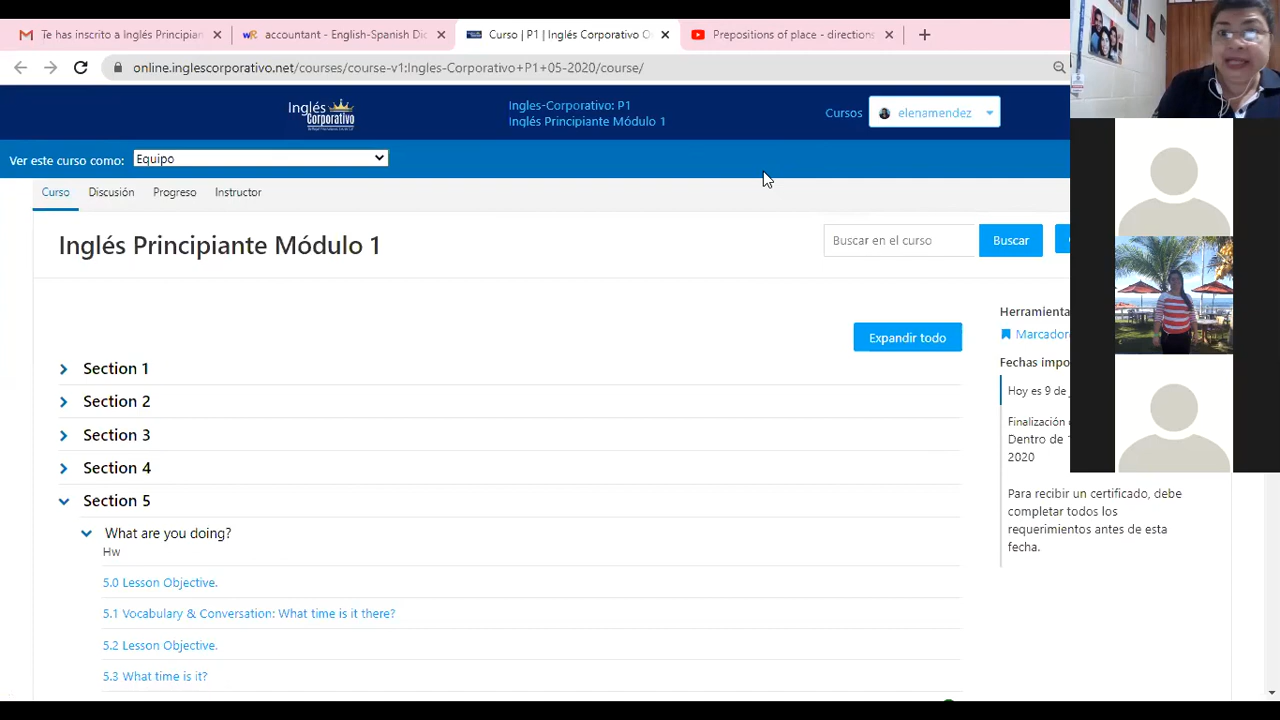 Te has inscrito a Inglés Principian
accountant - English-Spanish Dic
Curso | P1 | Inglés Corporativo O
Prepositions of place - directions
online.inglescorporativo.net/courses/course-v1:Ingles-Corporativo+P1+05-2020/course/
Inglés
Corporativo
Ingles-Corporativo: P1
Inglés Principiante Módulo 1
Cursos
elenamendez
Ver este curso como:
Equipo
Curso
Discusión
Progreso
Instructor
Inglés Principiante Módulo 1
Buscar en el curso
Buscar
Expandir todo
Section 1
Section 2
Section 3
Section 4
Section 5
What are you doing?
Hw
5.0 Lesson Objective.
5.1 Vocabulary & Conversation: What time is it there?
5.2 Lesson Objective.
5.3 What time is it?
Herramienta
Marcador
Fechas impo
Hoy es 9 de
Finalización
Dentro de
2020
Para recibir un certificado, debe
completar todos los
requerimientos antes de esta
fecha.